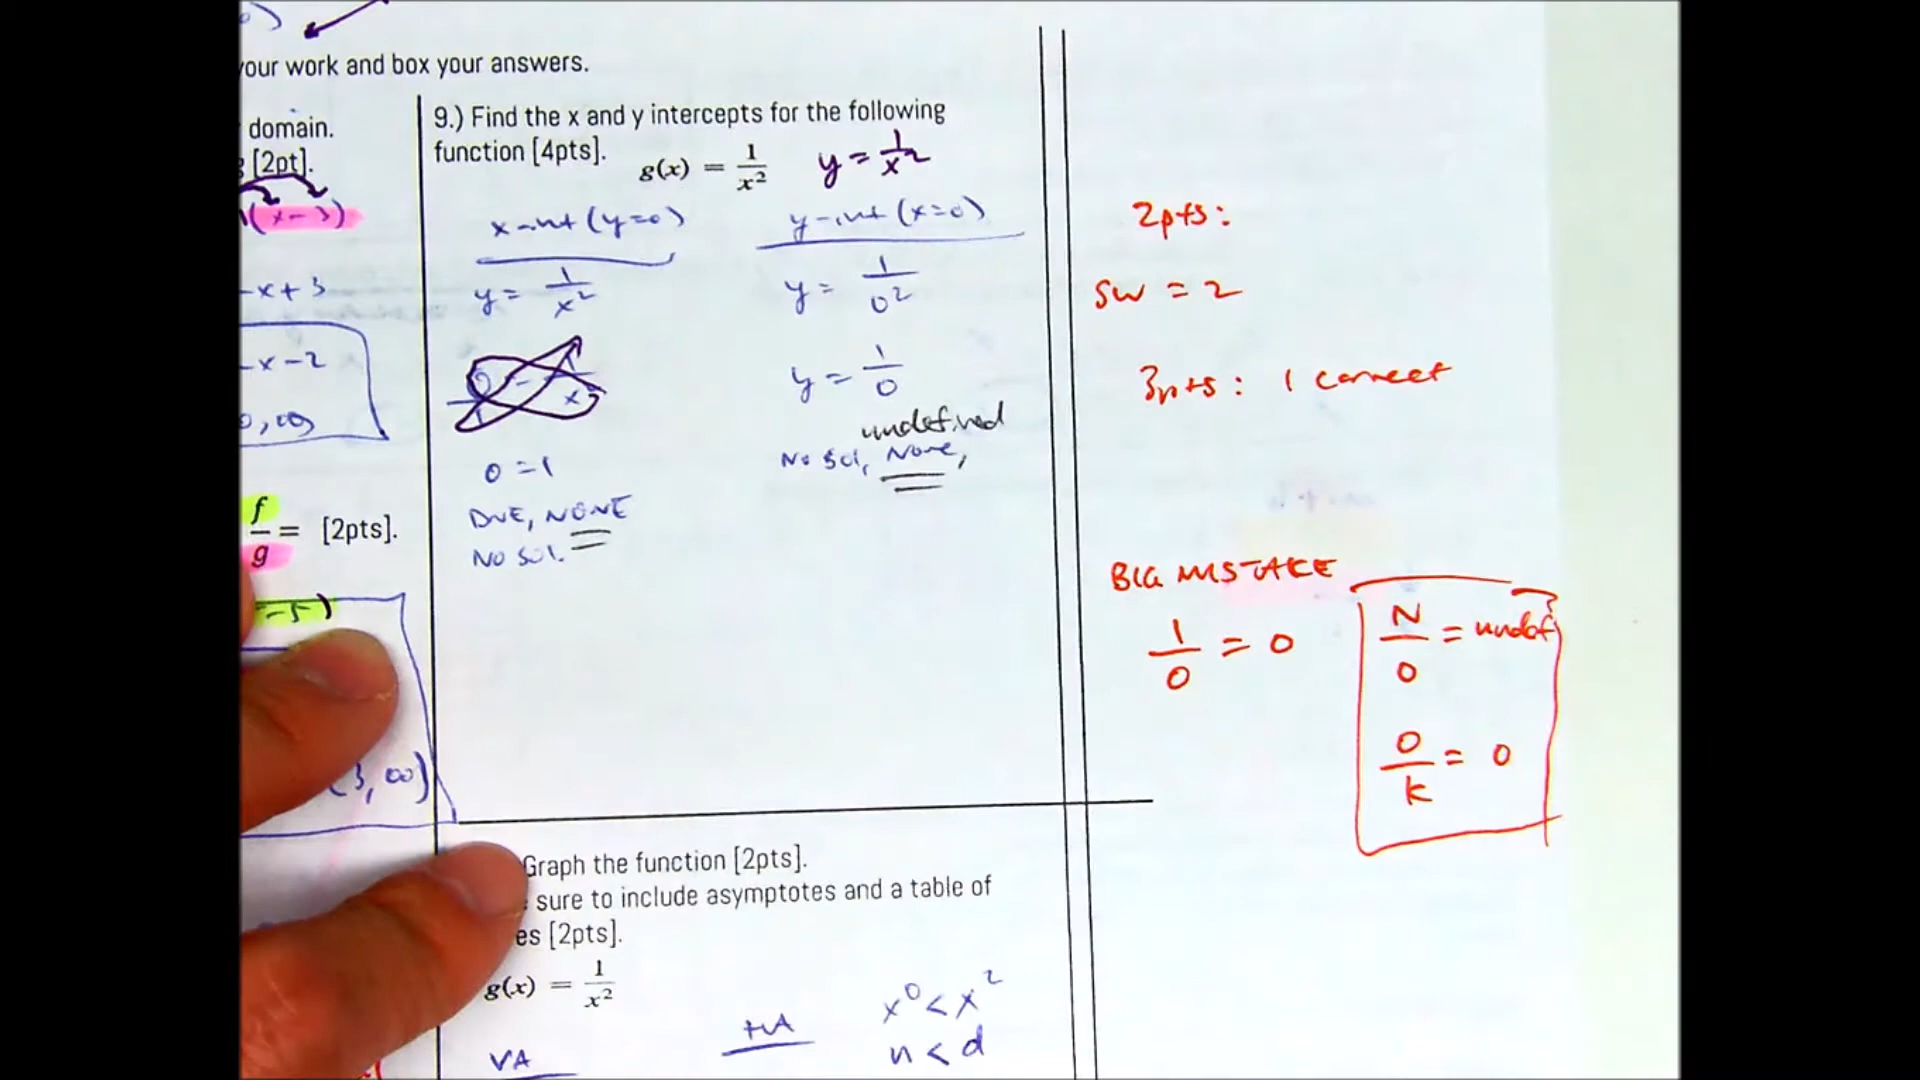 our work and box your answers.
domain.
[2pt].
(x-3)
-x+3
-x-2
f/g = [2pts].
-5)
(3,∞)
9.) Find the x and y intercepts for the following
function [4pts]. g(x) = 1/x² y = 1/x²
x-int (y=0)
y = 1/x²
0 = 1
DNE, NONE
No Sol.
y-int (x=0)
y = 1/0²
y = 1/0
undefined
No Sol, None,
2pts:
SW = 2
3pts: 1 correct
BIG MISTAKE
1/0 = 0
N/0 = undef
0/k = 0
Graph the function [2pts].
sure to include asymptotes and a table of
es [2pts].
g(x) = 1/x²
VA
HA
x⁰ < x²
n < d